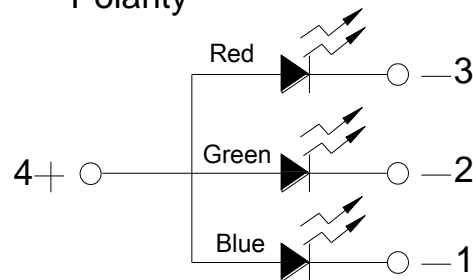 Polarity
Red
— 3
Green
4+
— 2
Blue
— 1